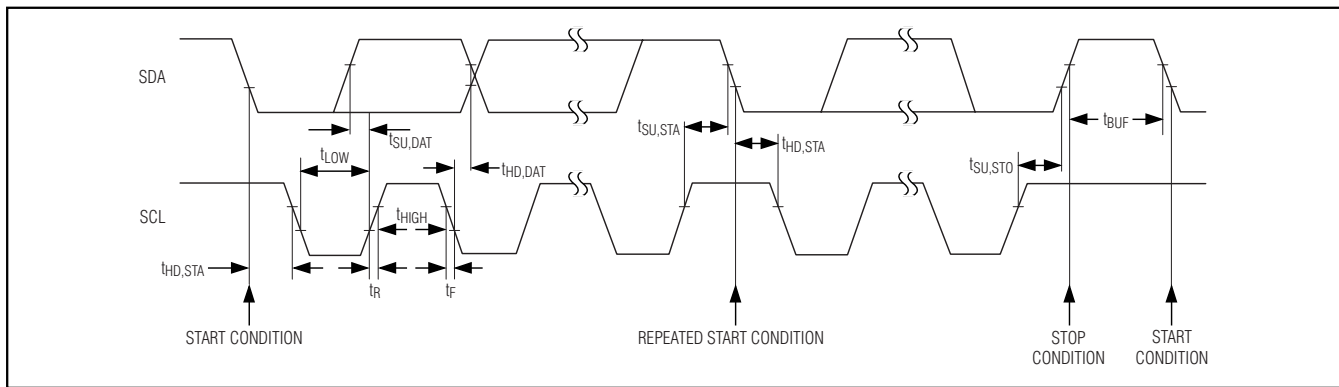 SDA
tSU,DAT
tLOW
tHD,DAT
tSU,STA
tHD,STA
tBUF
tSU,STO
SCL
tHIGH
tHD,STA
tR
tF
START CONDITION
REPEATED START CONDITION
STOP
CONDITION
START
CONDITION